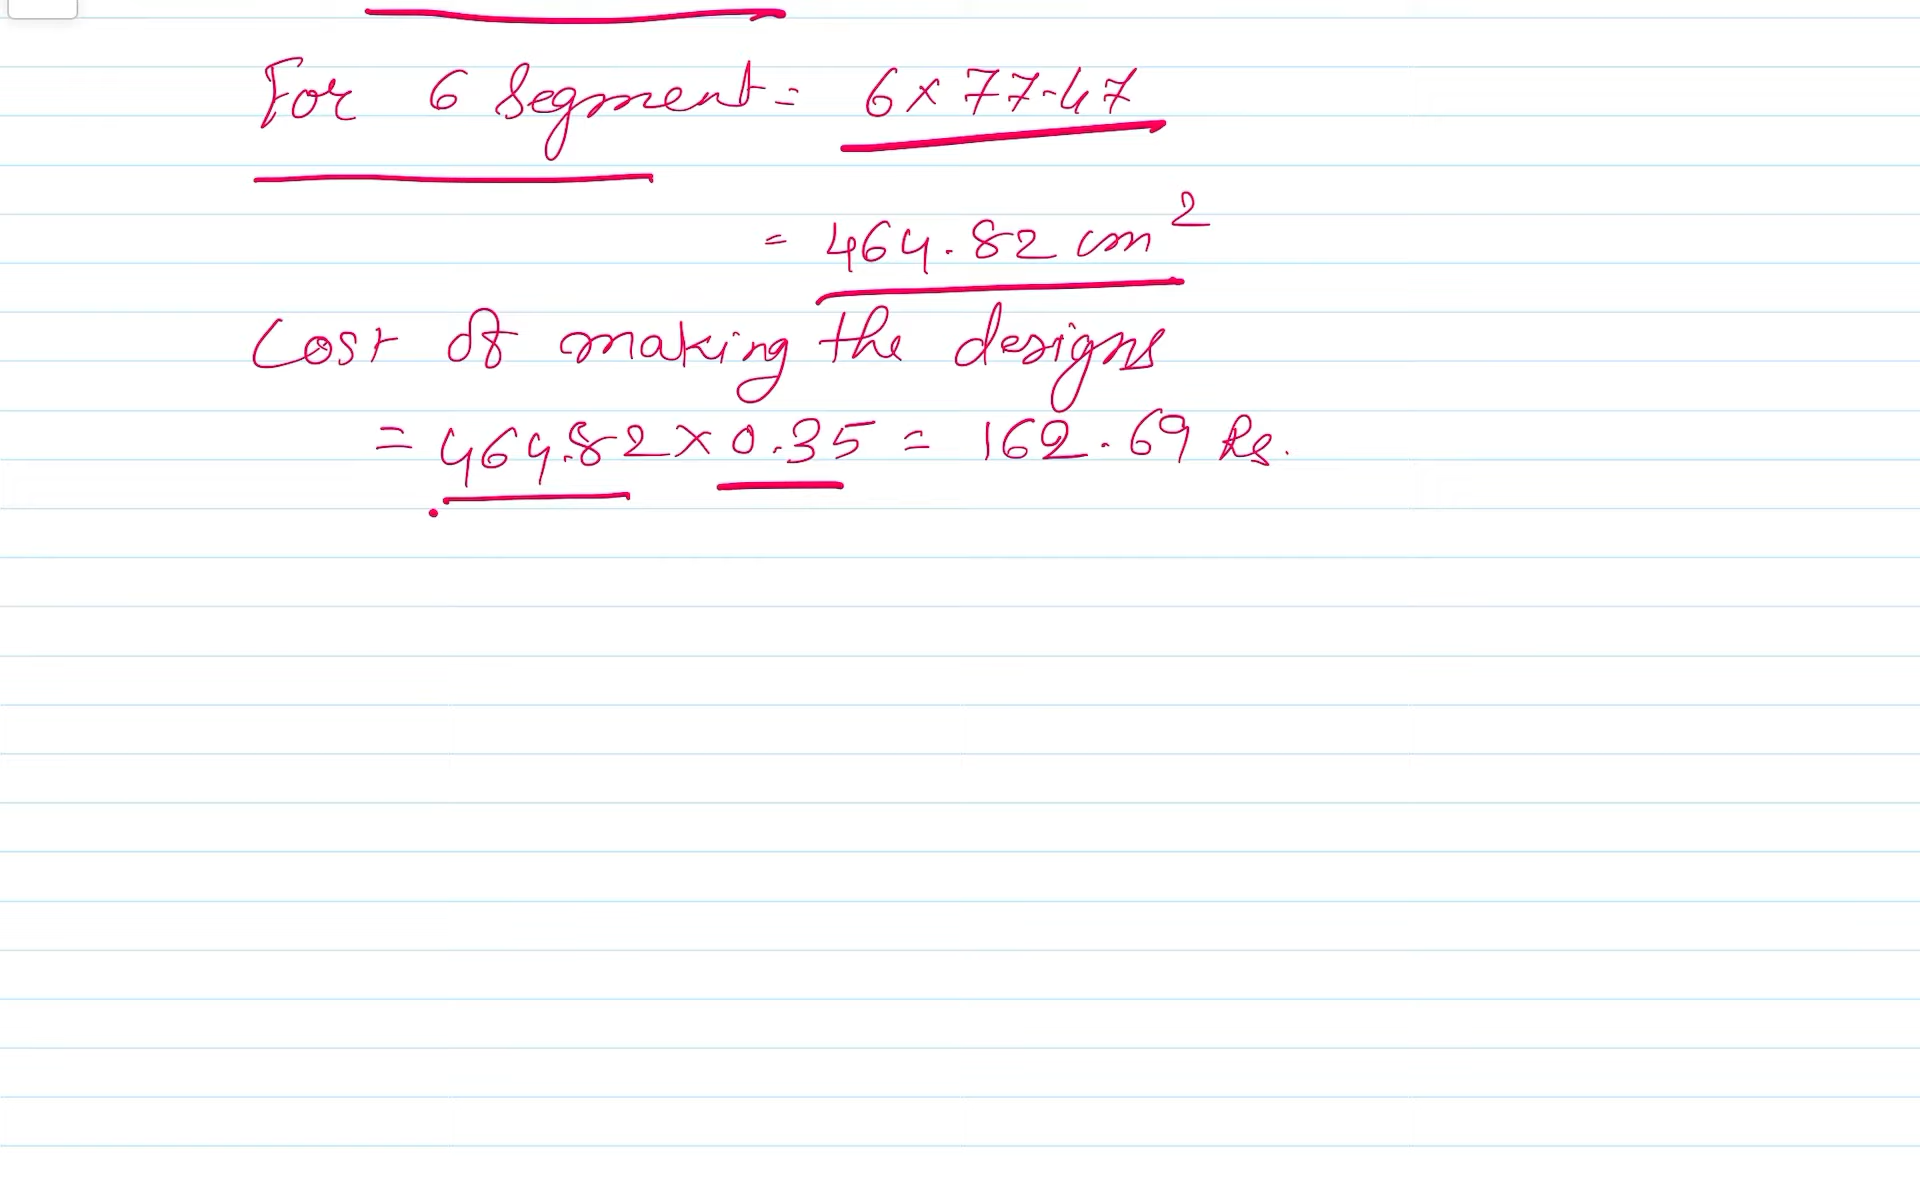 For 6 Segment = 6 × 77.47
= 464.82 cm²
Cost of making the designs
= 464.82 × 0.35 = 162.69 Rs.